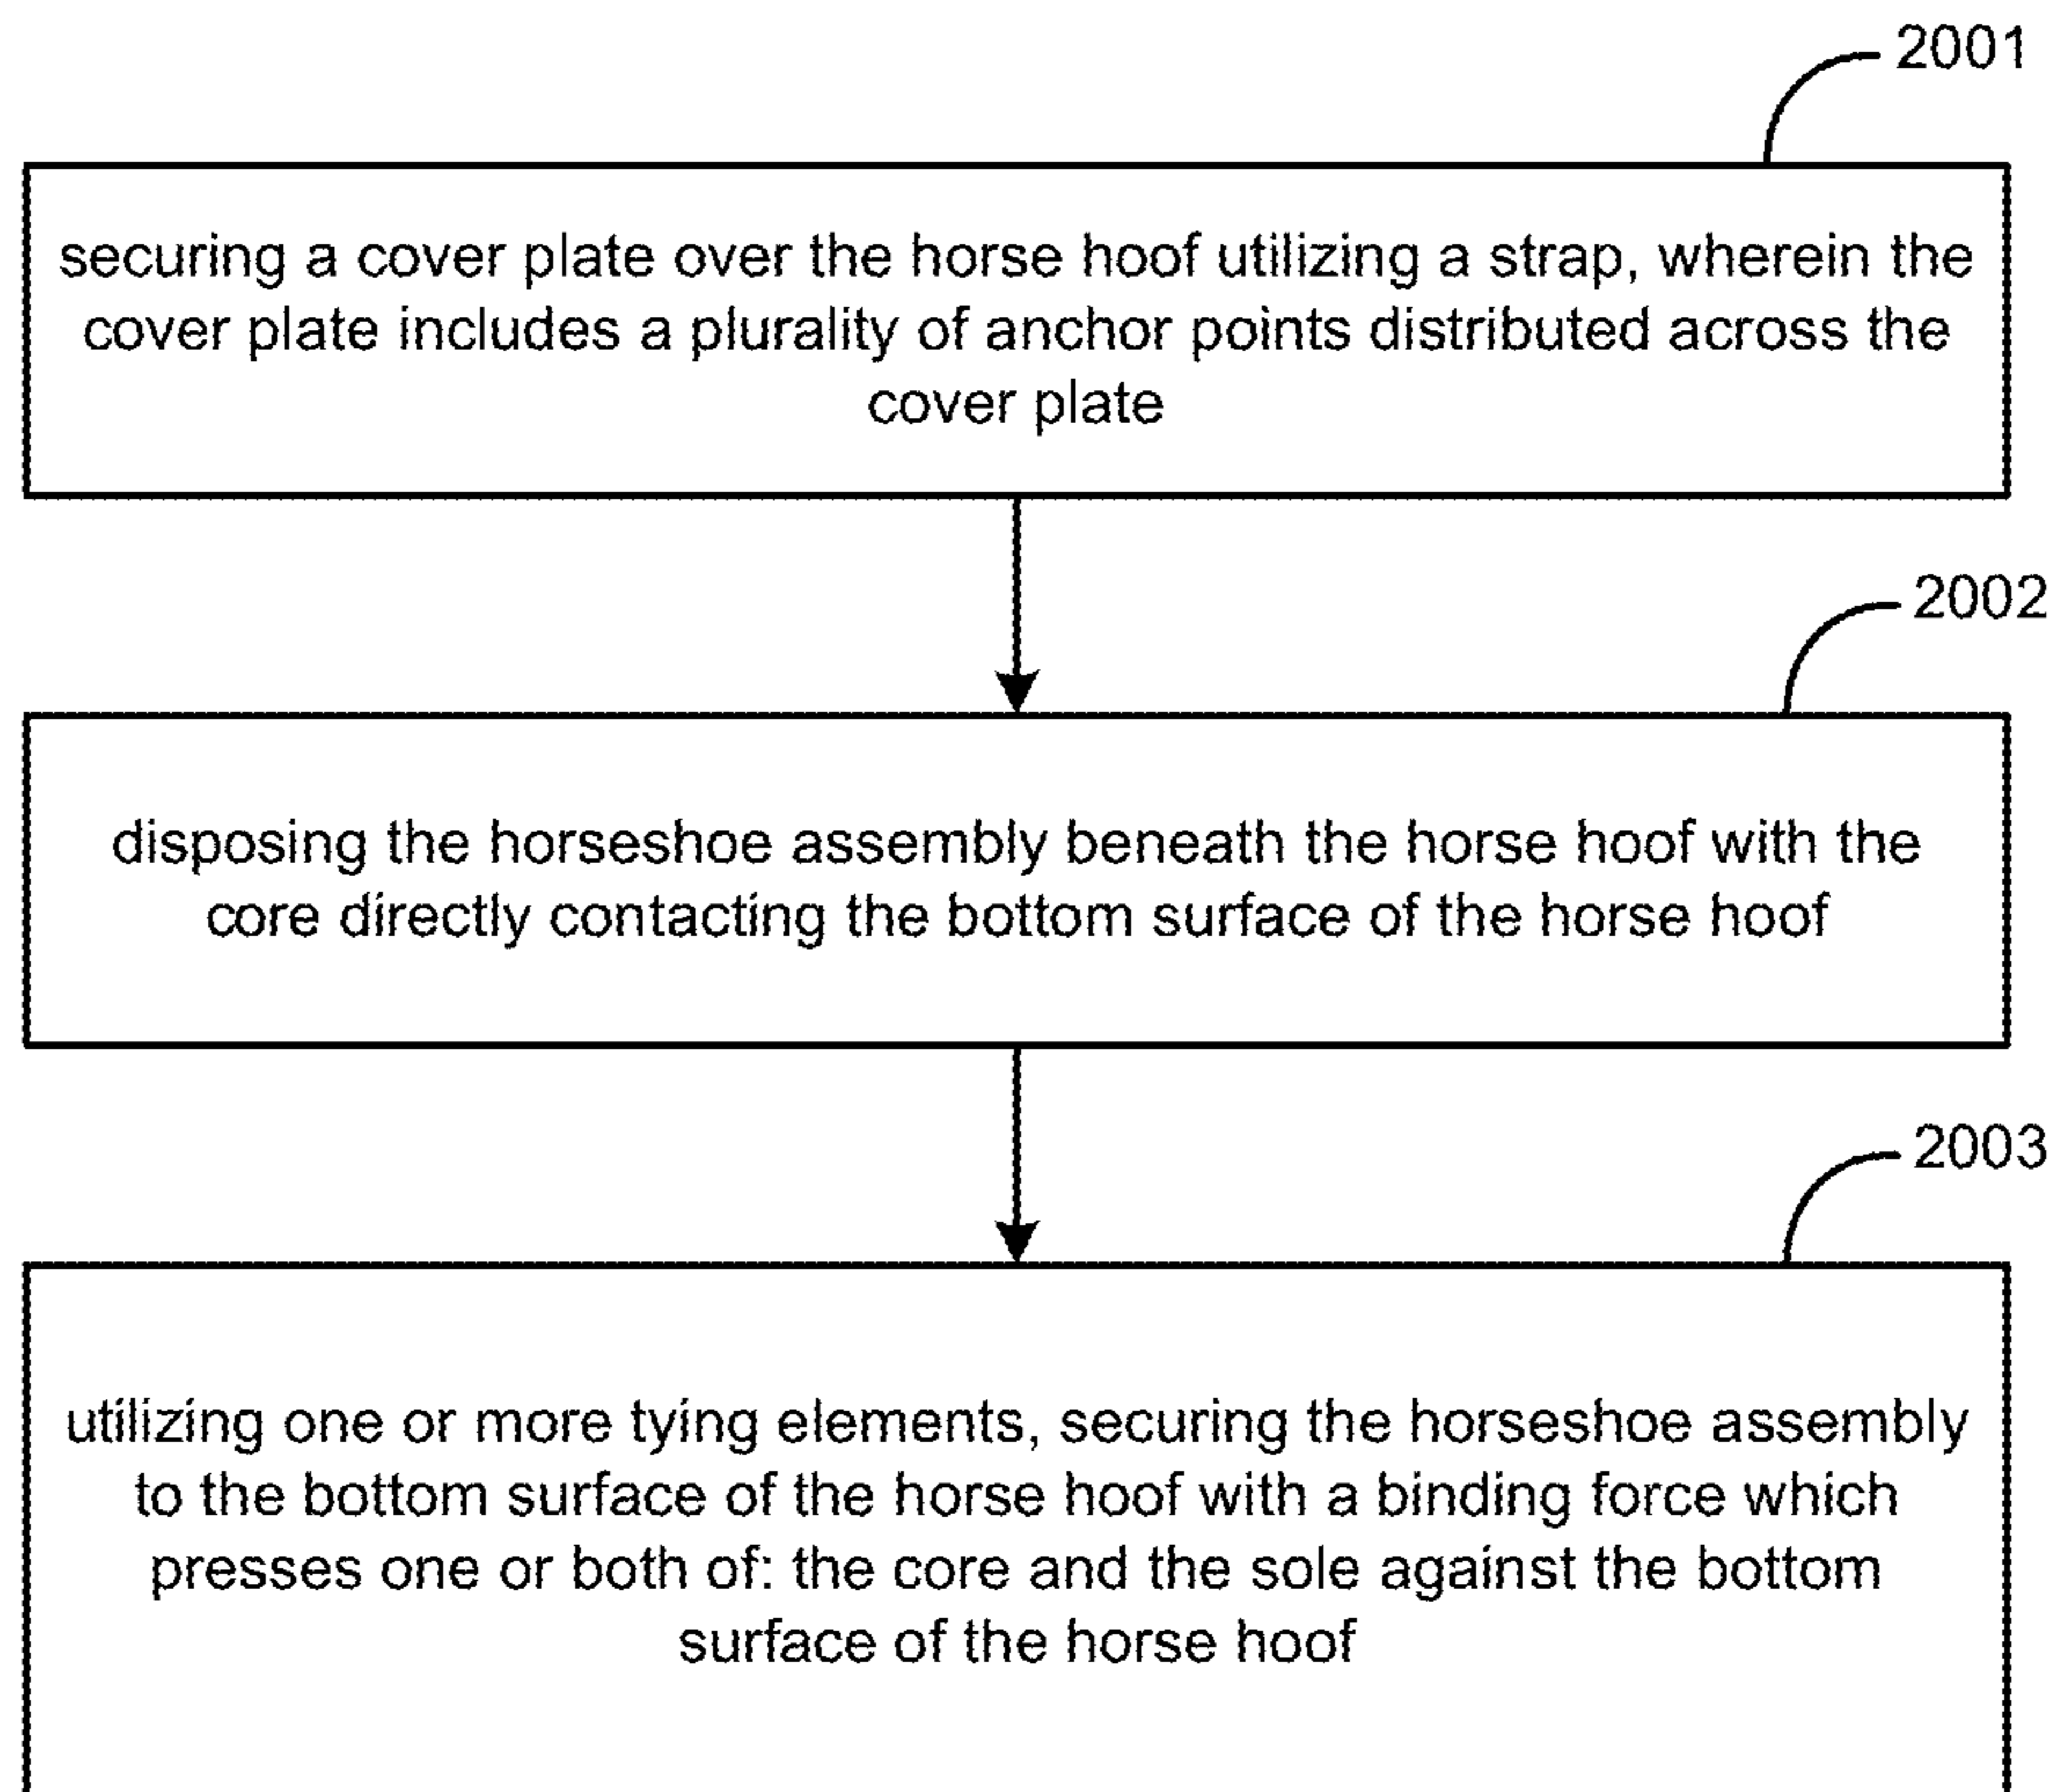 2001
securing a cover plate over the horse hoof utilizing a strap, wherein the
cover plate includes a plurality of anchor points distributed across the
cover plate
2002
disposing the horseshoe assembly beneath the horse hoof with the
core directly contacting the bottom surface of the horse hoof
2003
utilizing one or more tying elements, securing the horseshoe assembly
to the bottom surface of the horse hoof with a binding force which
presses one or both of: the core and the sole against the bottom
surface of the horse hoof